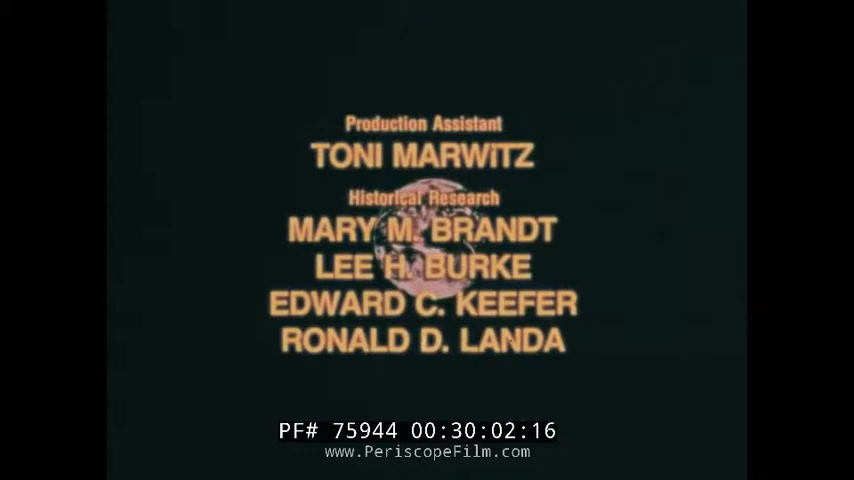 Production Assistant
TONI MARWITZ
Historical Research
MARY M. BRANDT
LEE H. BURKE
EDWARD C. KEEFER
RONALD D. LANDA
PF# 75944 00:30:02:16
www.PeriscopeFilm.com